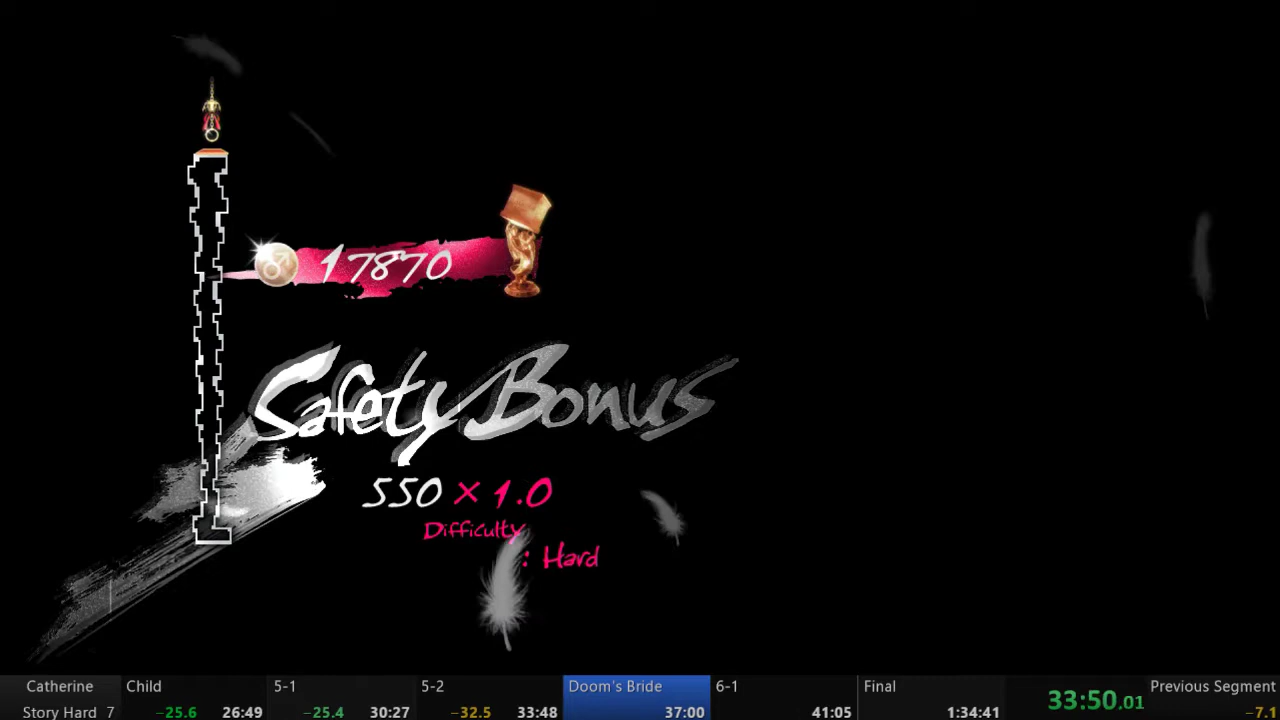 17870
Safety Bonus
550 × 1.0
Difficulty
: Hard
Catherine Child 5-1 5-2 Doom's Bride 6-1 Final 33:50.01 Previous Segment
Story Hard 7 −25.6 26:49 −25.4 30:27 −32.5 33:48 37:00 41:05 1:34:41 −7.1